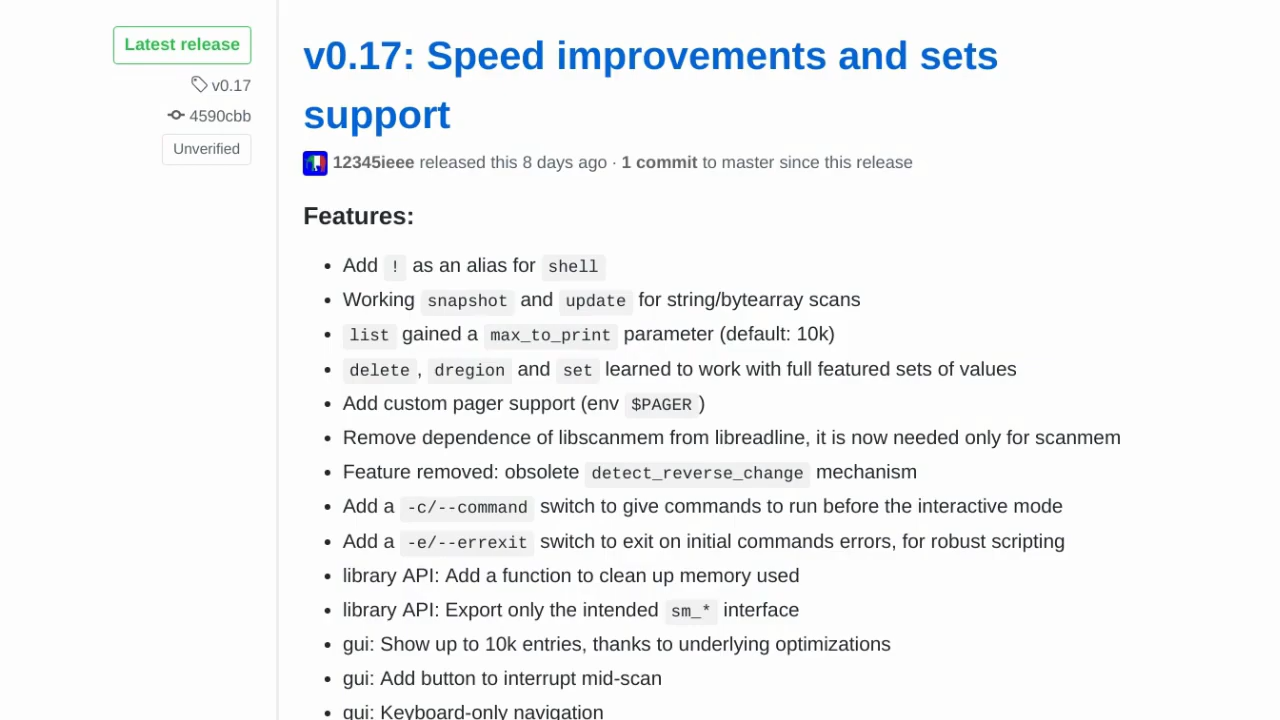 Latest release
v0.17
4590cbb
Unverified
v0.17: Speed improvements and sets
support
12345ieee released this 8 days ago · 1 commit to master since this release
Features:
• Add ! as an alias for shell
• Working snapshot and update for string/bytearray scans
• list gained a max_to_print parameter (default: 10k)
• delete, dregion and set learned to work with full featured sets of values
• Add custom pager support (env $PAGER)
• Remove dependence of libscanmem from libreadline, it is now needed only for scanmem
• Feature removed: obsolete detect_reverse_change mechanism
• Add a -c/--command switch to give commands to run before the interactive mode
• Add a -e/--errexit switch to exit on initial commands errors, for robust scripting
• library API: Add a function to clean up memory used
• library API: Export only the intended sm_* interface
• gui: Show up to 10k entries, thanks to underlying optimizations
• gui: Add button to interrupt mid-scan
• gui: Keyboard-only navigation